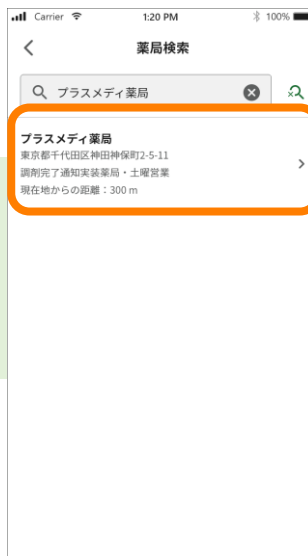 Carrier 1:20 PM 100%
薬局検索
プラスメディ薬局
プラスメディ薬局
東京都千代田区神田神保町2-5-11
調剤完了通知実装薬局・土曜営業
現在地からの距離：300 m